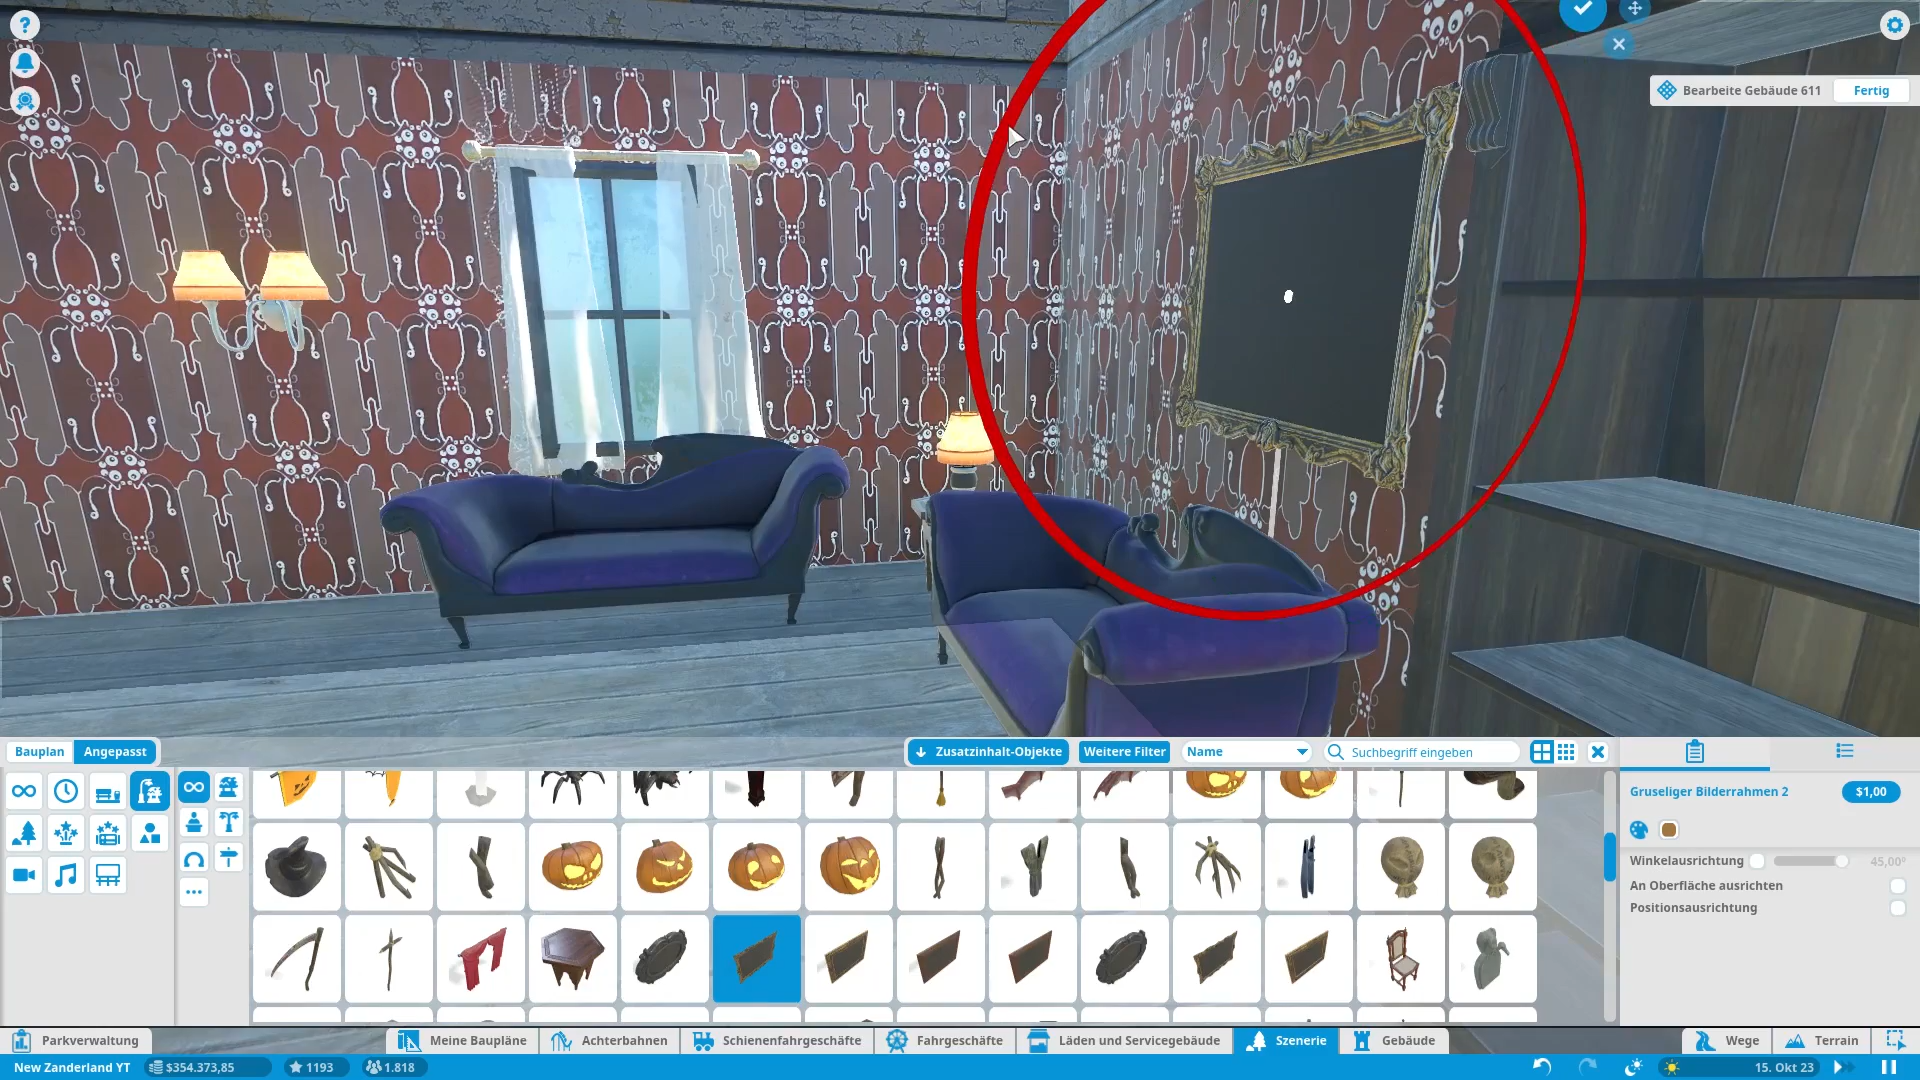 ?
Bearbeite Gebäude 611
Fertig
Bauplan
Angepasst
Zusatzinhalt-Objekte
Weitere Filter
Name
Suchbegriff eingeben
Gruseliger Bilderrahmen 2
$1,00
Winkelausrichtung
45,00°
An Oberfläche ausrichten
Positionsausrichtung
Parkverwaltung
Meine Baupläne
Achterbahnen
Schienenfahrgeschäfte
Fahrgeschäfte
Läden und Servicegebäude
Szenerie
Gebäude
Wege
Terrain
New Zanderland YT
$354.373,85
1193
1.818
15. Okt 23